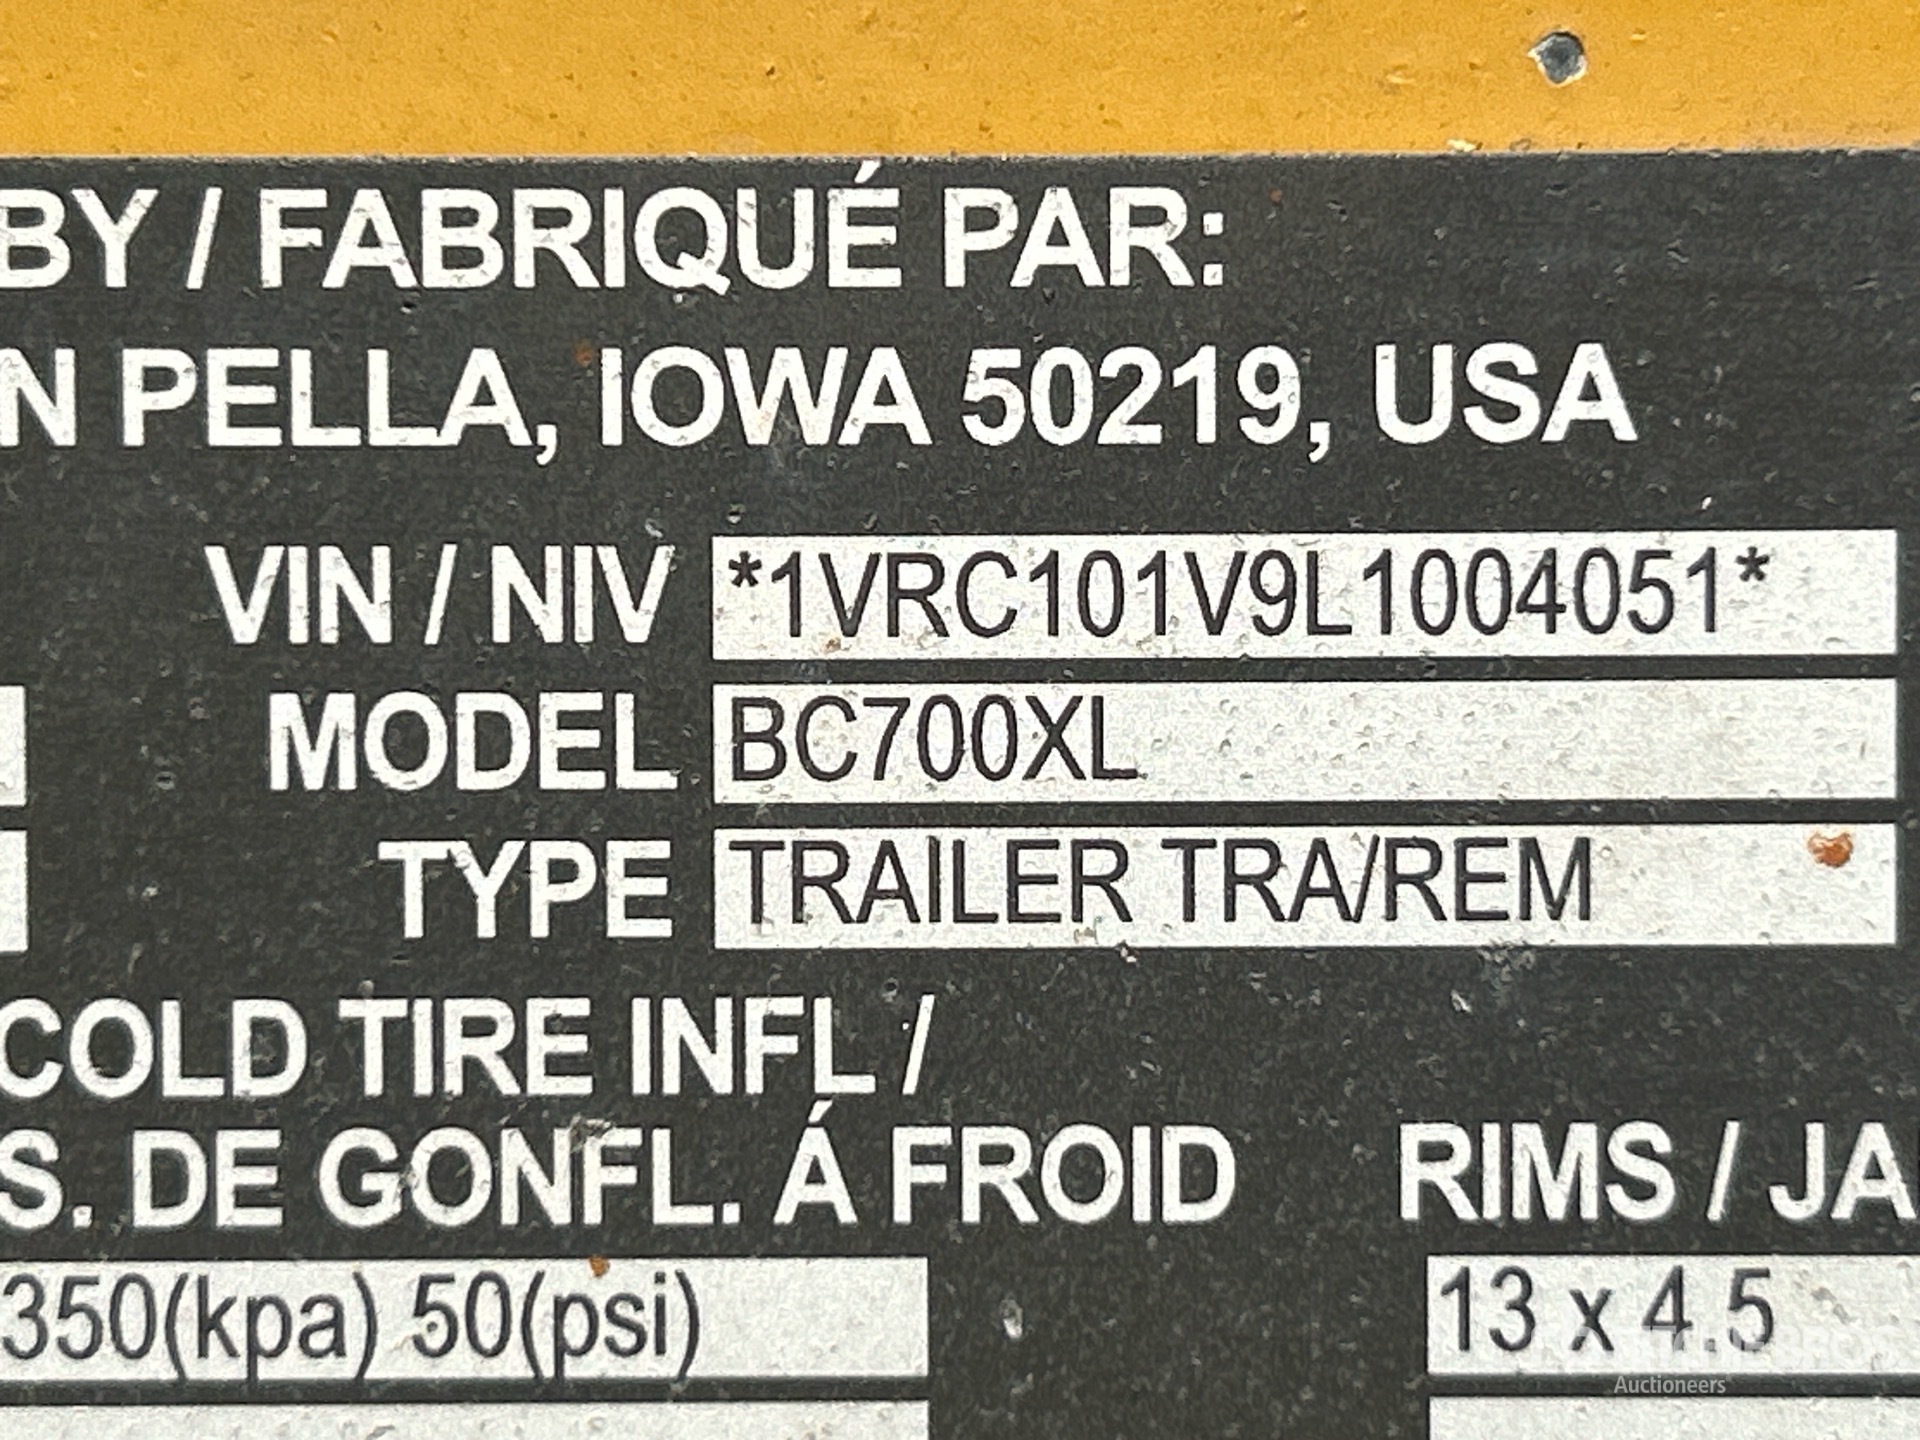 BY / FABRIQUÉ PAR:
N PELLA, IOWA 50219, USA
VIN / NIV *1VRC101V9L1004051*
MODEL BC700XL
TYPE TRAILER TRA/REM
COLD TIRE INFL /
S. DE GONFL. Á FROID
RIMS / JA
350(kpa) 50(psi)
13 x 4.5
Auctioneers